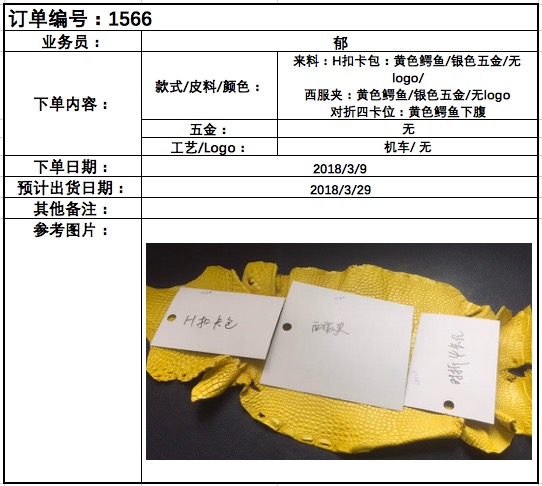 订单编号：1566
业务员：
郁
下单内容：
款式/皮料/颜色：
来料：H扣卡包：黄色鳄鱼/银色五金/无
logo/
西服夹：黄色鳄鱼/银色五金/无logo
对折四卡位：黄色鳄鱼下腹
五金：
无
工艺/Logo：
机车/ 无
下单日期：
2018/3/9
预计出货日期：
2018/3/29
其他备注：
参考图片：
H扣卡包
西服夹
对折4卡位